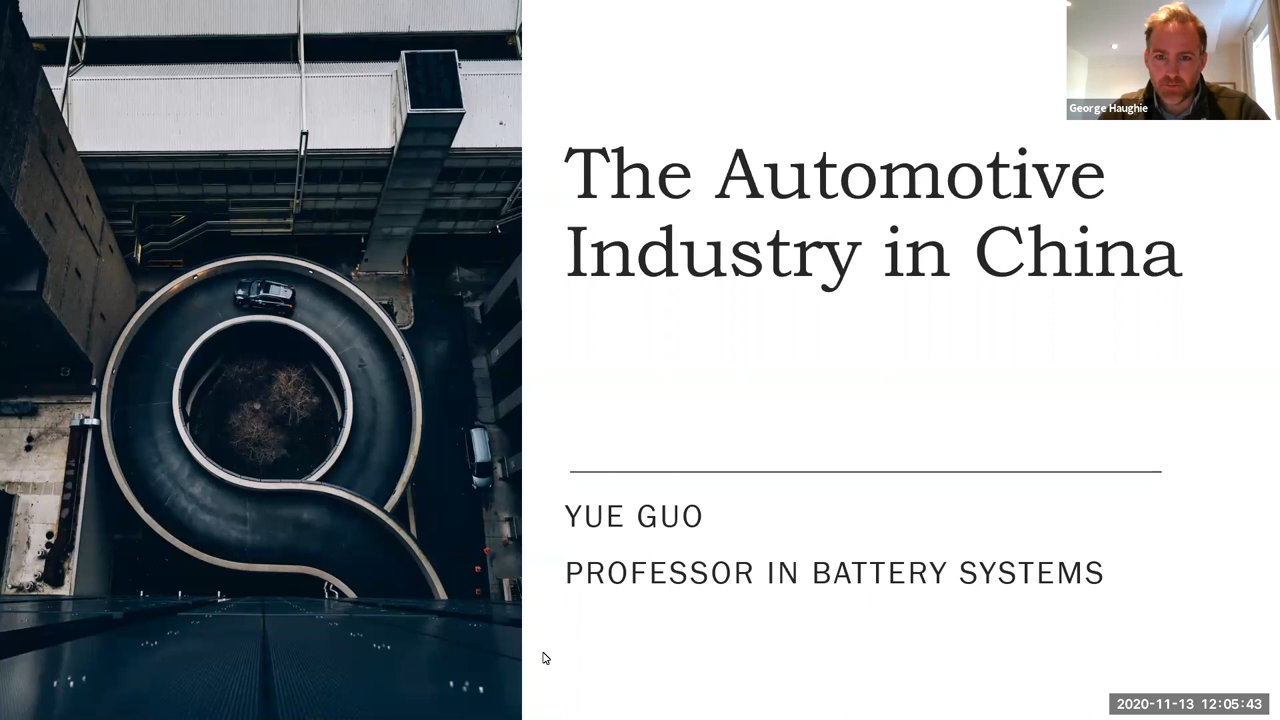 George Haughie
The Automotive
Industry in China
YUE GUO
PROFESSOR IN BATTERY SYSTEMS
2020-11-13 12:05:43